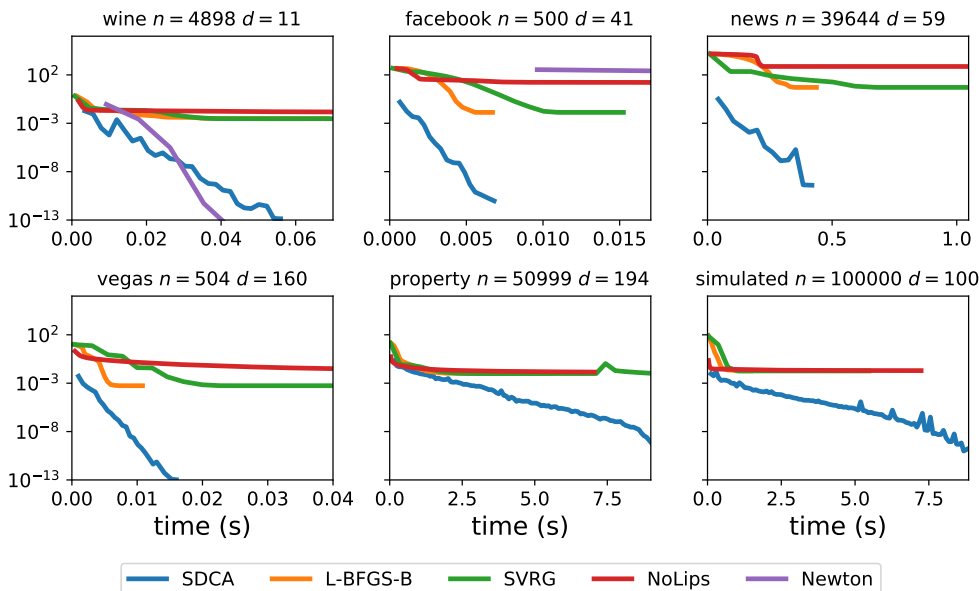 wine n = 4898 d = 11
facebook n = 500 d = 41
news n = 39644 d = 59
10²
10⁻³
10⁻⁸
10⁻¹³
0.00 0.02 0.04 0.06
0.000 0.005 0.010 0.015
0.0 0.5 1.0
vegas n = 504 d = 160
property n = 50999 d = 194
simulated n = 100000 d = 100
10²
10⁻³
10⁻⁸
10⁻¹³
0.00 0.01 0.02 0.03 0.04
0.0 2.5 5.0 7.5
0.0 2.5 5.0 7.5
time (s)
time (s)
time (s)
SDCA L-BFGS-B SVRG NoLips Newton